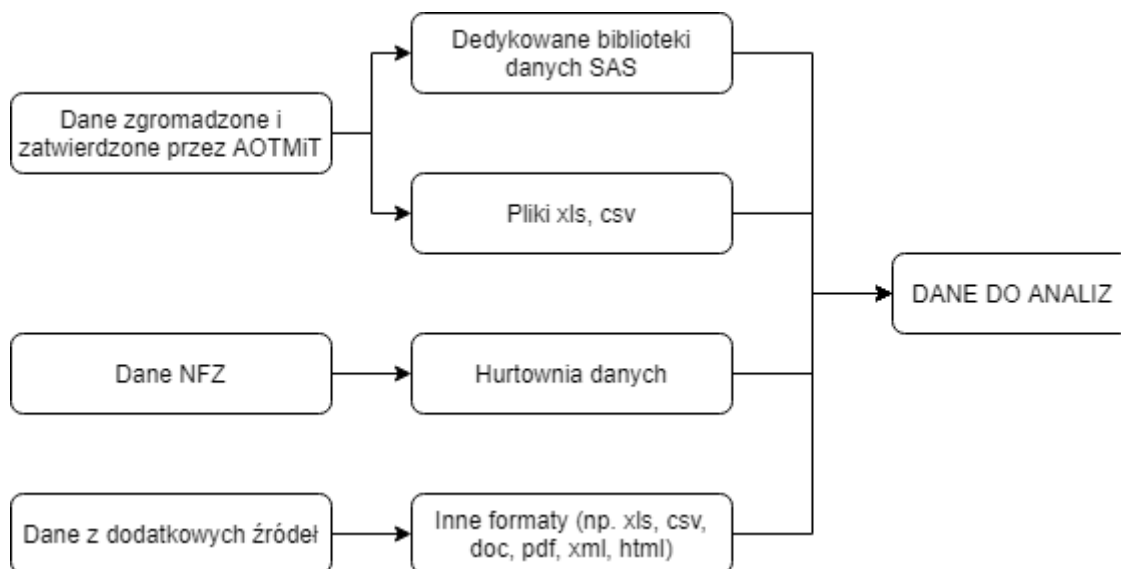 Dedykowane biblioteki
danych SAS
Dane zgromadzone i
zatwierdzone przez AOTMiT
Pliki xls, csv
DANE DO ANALIZ
Dane NFZ
Hurtownia danych
Dane z dodatkowych źródeł
Inne formaty (np. xls, csv,
doc, pdf, xml, html)